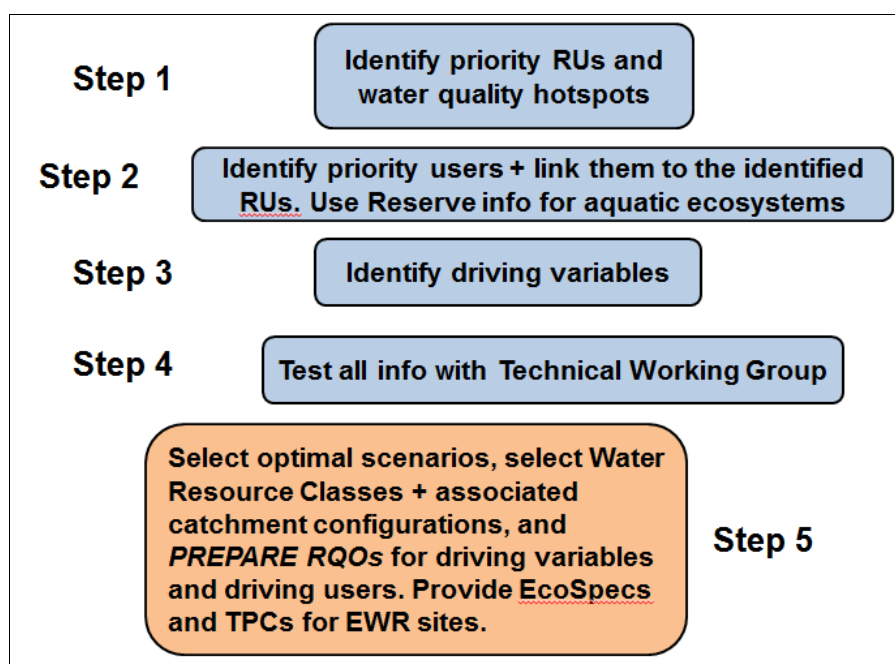 Step 1
Identify priority RUs and
water quality hotspots
Step 2
Identify priority users + link them to the identified
RUs. Use Reserve info for aquatic ecosystems
Step 3
Identify driving variables
Step 4
Test all info with Technical Working Group
Select optimal scenarios, select Water
Resource Classes + associated
catchment configurations, and
PREPARE RQOs for driving variables
and driving users. Provide EcoSpecs
and TPCs for EWR sites.
Step 5